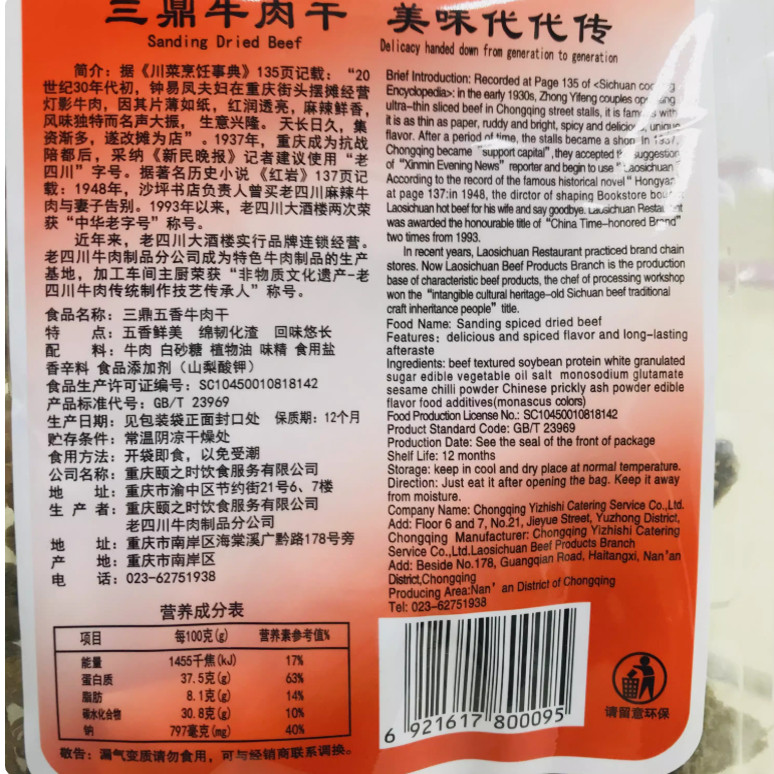 三鼎牛肉干
Sanding Dried Beef
美味代代传
Delicacy handed down from generation to generation
简介：据《川菜烹饪事典》135页记载：“20
世纪30年代初，钟易凤夫妇在重庆街头摆摊经营
灯影牛肉，因其片薄如纸，红润透亮，麻辣鲜香，
风味独特而名声大振，生意兴隆。天长日久，集
资渐多，遂改摊为店”。1937年，重庆成为抗战
陪都后，采纳《新民晚报》记者建议使用“老
四川”字号。据著名历史小说《红岩》137页记
载：1948年，沙坪书店负责人曾买老四川麻辣牛
肉与妻子告别。1993年以来，老四川大酒楼两次荣
获“中华老字号”称号。
近年来，老四川大酒楼实行品牌连锁经营。
老四川牛肉制品分公司成为特色牛肉制品的生产
基地，加工车间主厨荣获“非物质文化遗产-老
四川牛肉传统制作技艺传承人”称号。
食品名称：三鼎五香牛肉干
特 点：五香鲜美 绵韧化渣 回味悠长
配 料：牛肉 白砂糖 植物油 味精 食用盐
香辛料 食品添加剂（山梨酸钾）
食品生产许可证编号：SC10450010818142
产品标准代号：GB/T 23969
生产日期：见包装袋正面封口处 保质期：12个月
贮存条件：常温阴凉干燥处
食用方法：开袋即食，以免受潮
公司名称：重庆颐之时饮食服务有限公司
地 址：重庆市渝中区节约街21号6、7楼
生 产 者：重庆颐之时饮食服务有限公司
老四川牛肉制品分公司
地 址：重庆市南岸区海棠溪广黔路178号旁
产 地：重庆市南岸区
电 话：023-62751938
营养成分表
项目 每100克(g) 营养素参考值%
能量 1455千焦(kJ) 17%
蛋白质 37.5克(g) 63%
脂肪 8.1克(g) 14%
碳水化合物 30.8克(g) 10%
钠 797毫克(mg) 40%
敬告：漏气变质请勿食用，可与经销商联系调换。
Brief Introduction: Recorded at Page 135 of <Sichuan
Encyclopedia>: in the early 1930s, Zhong Yifeng couples
ultra-thin sliced beef in Chongqing street stalls, it is famous with
it is as thin as paper, ruddy and bright, spicy and delicious, unique
flavor. After a period of time, the stalls became a shop In 1937,
Chongqing became "support capital", they accepted the suggestion
of "Xinmin Evening News" reporter and begin to use "Laosichuan"
According to the record of the famous historical novel "Hongyan"
at page 137:in 1948, the dirctor of shaping Bookstore bought
Laosichuan hot beef for his wife and say goodbye. Laosichuan Restaurant
was awarded the honourable title of "China Time-honored Brand"
two times from 1993.
In recent years, Laosichuan Restaurant practiced brand chain
stores. Now Laosichuan Beef Products Branch is the production
base of characteristic beef products, the chef of processing workshop
won the "intangible cultural heritage-old Sichuan beef traditional
craft inheritance people" title.
Food Name: Sanding spiced dried beef
Features: delicious and spiced flavor and long-lasting
afteraste
Ingredients: beef textured soybean protein white granulated
sugar edible vegetable oil salt monosodium glutamate
sesame chilli powder Chinese prickly ash powder edible
flavor food additives(monascus colors)
Food Production License No.: SC10450010818142
Product Standard Code: GB/T 23969
Production Date: See the seal of the front of package
Shelf Life: 12 months
Storage: keep in cool and dry place at normal temperature.
Direction: Just eat it after opening the bag. Keep it away
from moisture.
Company Name: Chongqing Yizhishi Catering Service Co.,Ltd.
Add: Floor 6 and 7, No.21, Jieyue Street, Yuzhong District,
Chongqing Manufacturer: Chongqing Yizhishi Catering
Service Co.,Ltd.Laosichuan Beef Products Branch
Add: Beside No.178, Guangqian Road, Haitangxi, Nan'an
District,Chongqing
Producing Area:Nan'an District of Chongqing
Tel: 023-62751938
6 921617 800095
请留意环保